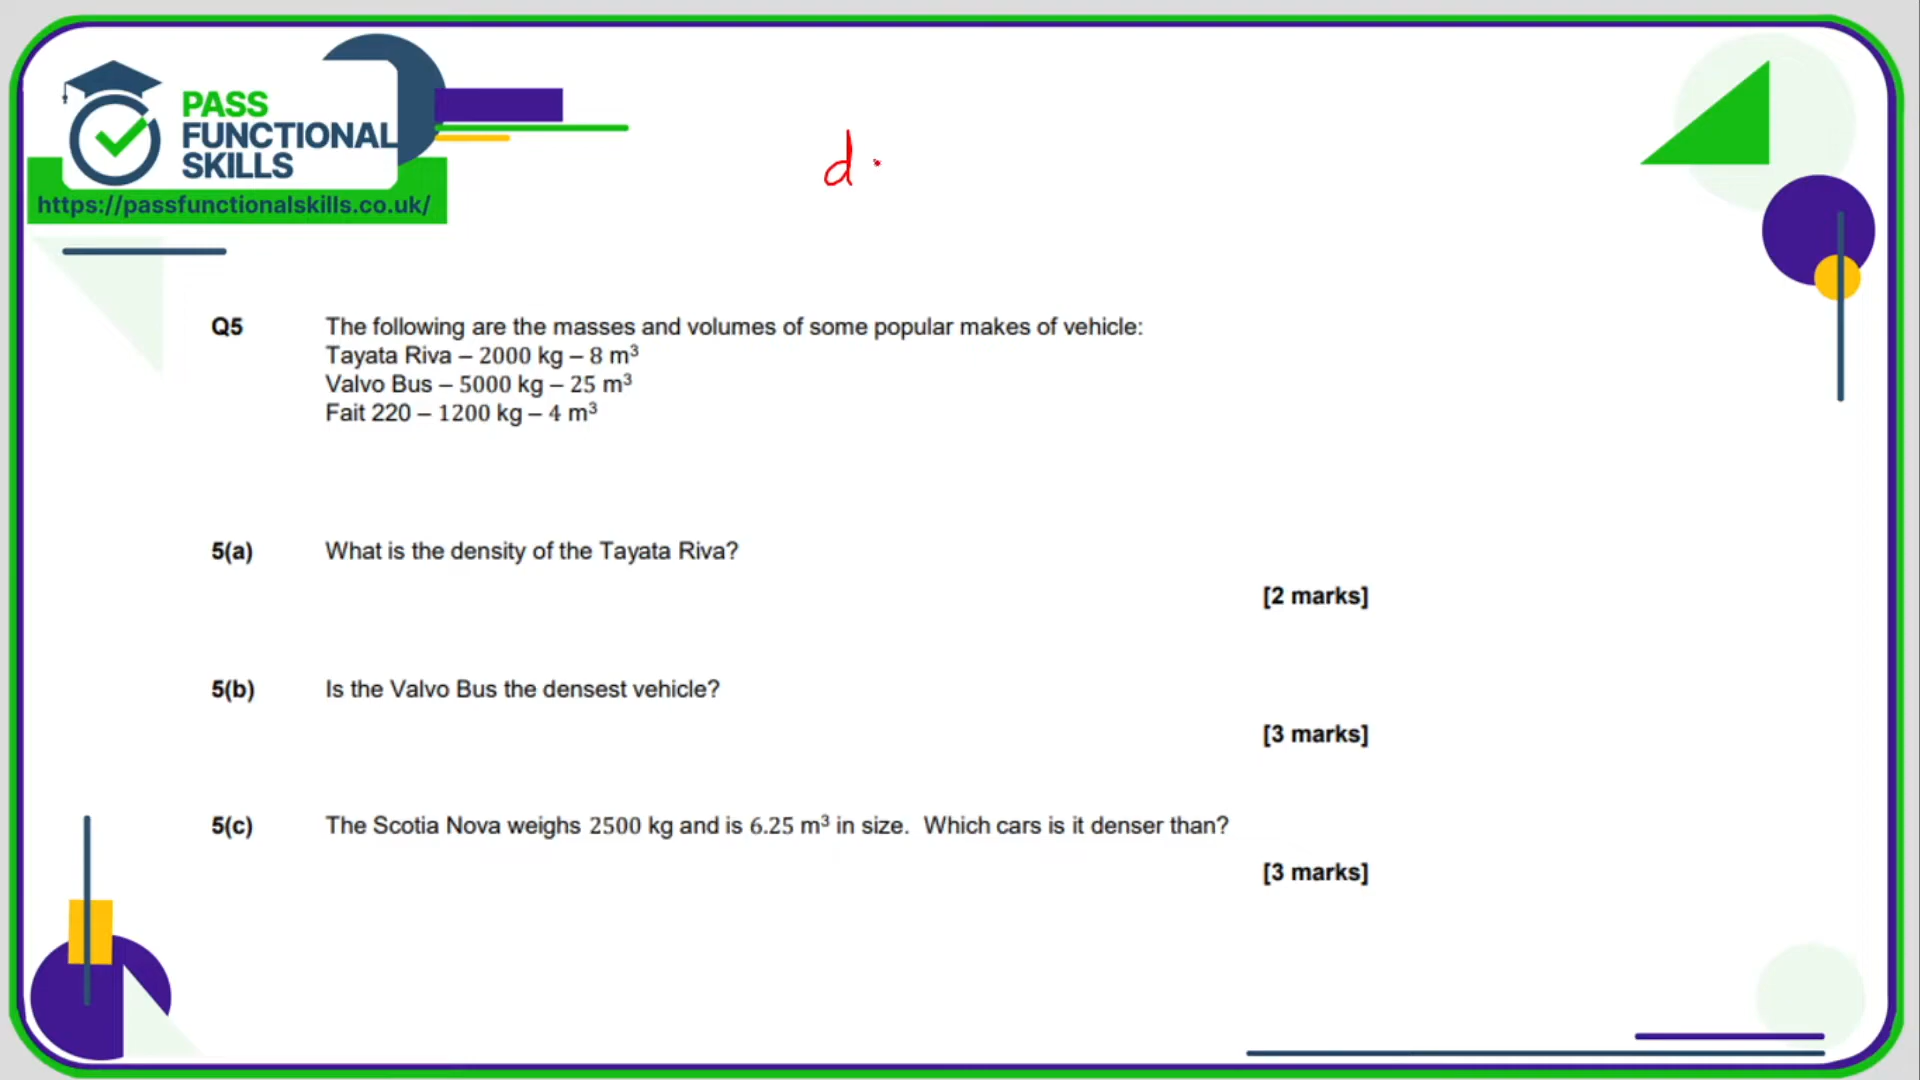 PASS
FUNCTIONAL
SKILLS
https://passfunctionalskills.co.uk/
d
Q5 The following are the masses and volumes of some popular makes of vehicle:
Tayata Riva – 2000 kg – 8 m³
Valvo Bus – 5000 kg – 25 m³
Fait 220 – 1200 kg – 4 m³
5(a) What is the density of the Tayata Riva?
[2 marks]
5(b) Is the Valvo Bus the densest vehicle?
[3 marks]
5(c) The Scotia Nova weighs 2500 kg and is 6.25 m³ in size. Which cars is it denser than?
[3 marks]